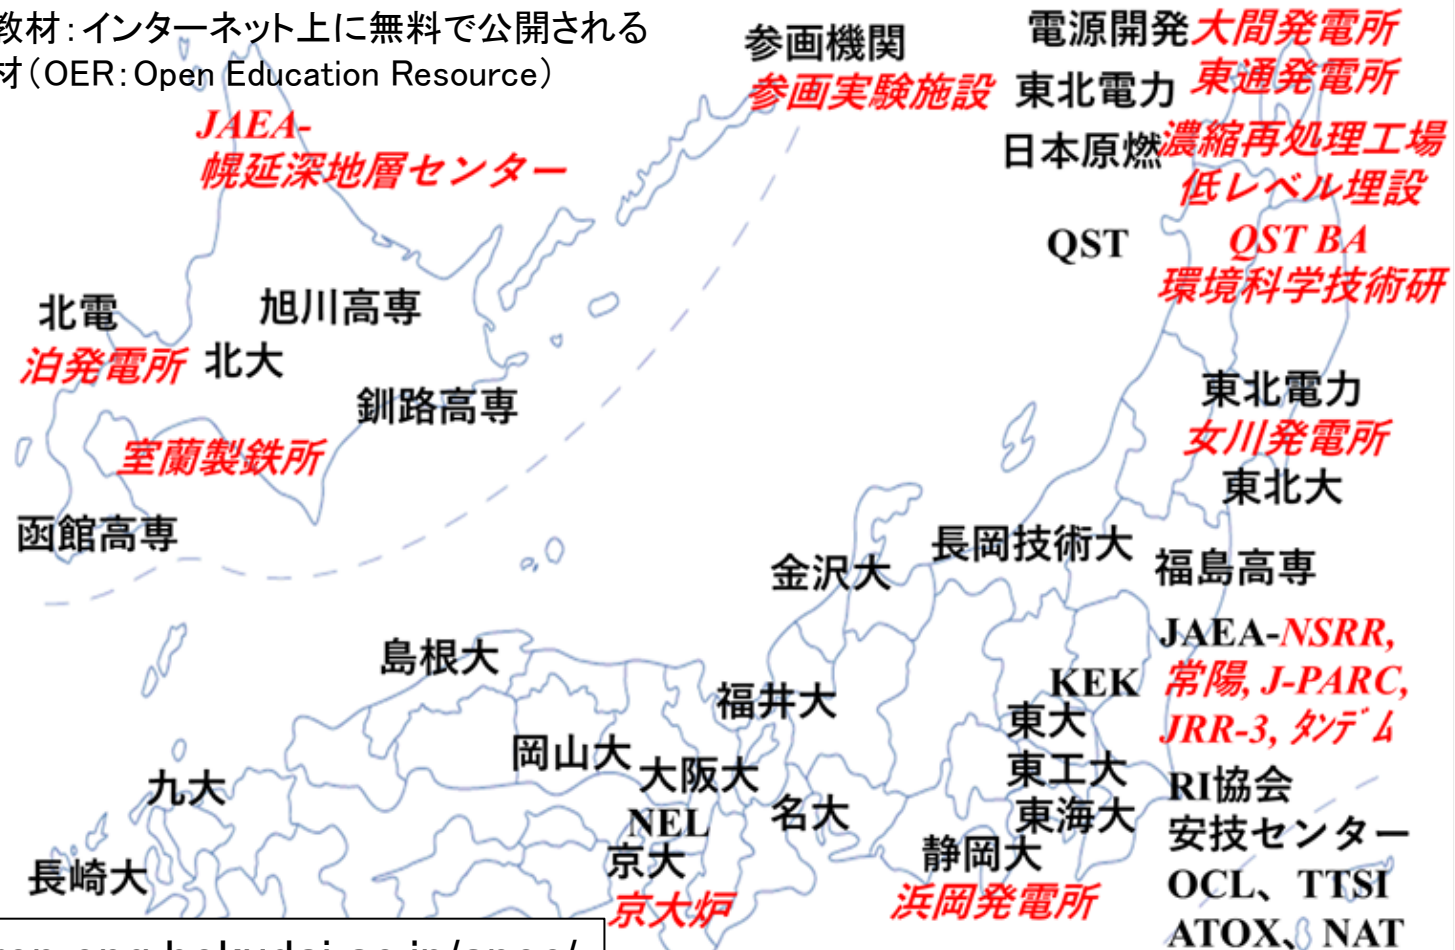 教材：インターネット上に無料で公開される
材（OER：Open Education Resource）
参画機関
参画実験施設
電源開発大間発電所
東北電力 東通発電所
日本原燃濃縮再処理工場
低レベル埋設
QST QST BA
環境科学技術研
JAEA-
幌延深地層センター
北電
泊発電所
旭川高専
北大
釧路高専
室蘭製鉄所
函館高専
東北電力
女川発電所
東北大
長岡技術大
金沢大
福島高専
島根大
福井大
KEK
東大
東工大
東海大
JAEA-NSRR,
常陽, J-PARC,
JRR-3, ﾀﾝﾃﾞﾑ
岡山大
大阪大
NEL
京大
京大炉
名大
静岡大
浜岡発電所
九大
長崎大
RI協会
安技センター
OCL、TTSI
ATOX、NAT